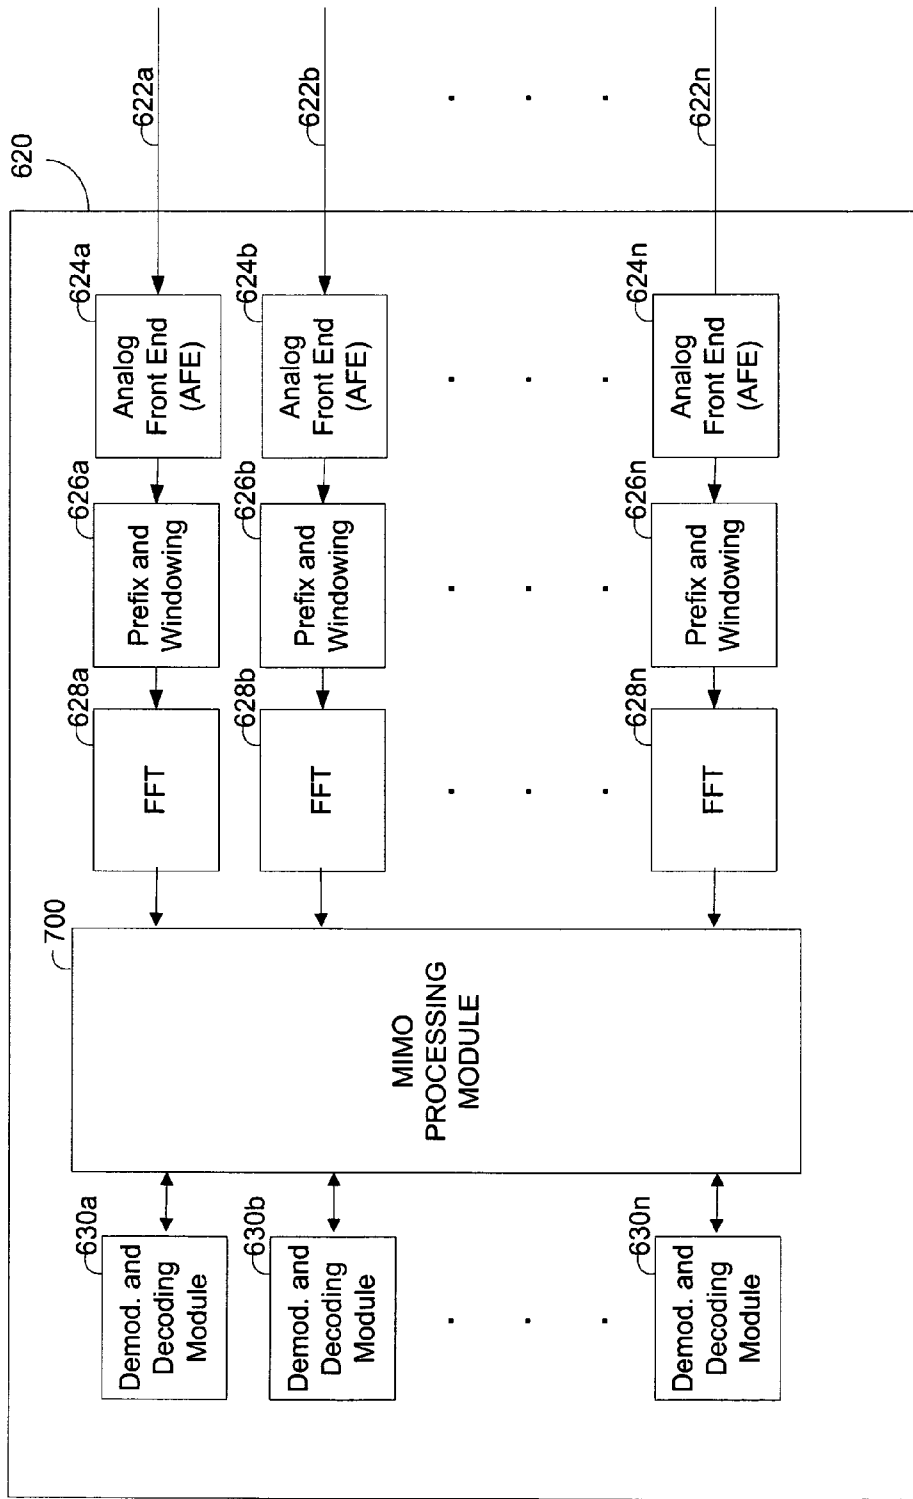 620
622a
622b
622n
624a
Analog
Front End
(AFE)
624b
Analog
Front End
(AFE)
624n
Analog
Front End
(AFE)
626a
Prefix and
Windowing
626b
Prefix and
Windowing
626n
Prefix and
Windowing
628a
FFT
628b
FFT
628n
FFT
700
MIMO
PROCESSING
MODULE
630a
Demod. and
Decoding
Module
630b
Demod. and
Decoding
Module
630n
Demod. and
Decoding
Module